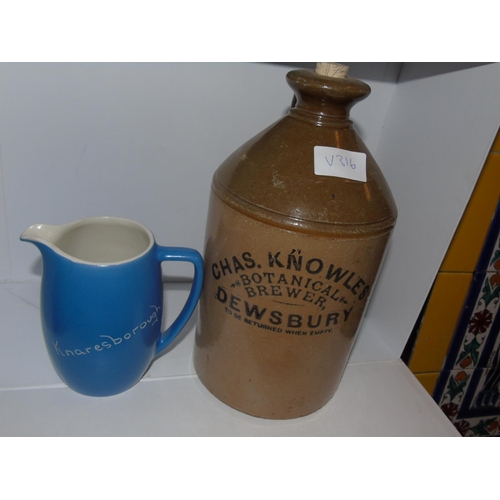 V316
CHAS. KNOWLES
BOTANICAL
BREWER,
DEWSBURY
TO BE RETURNED WHEN EMPTY.
Knaresborough